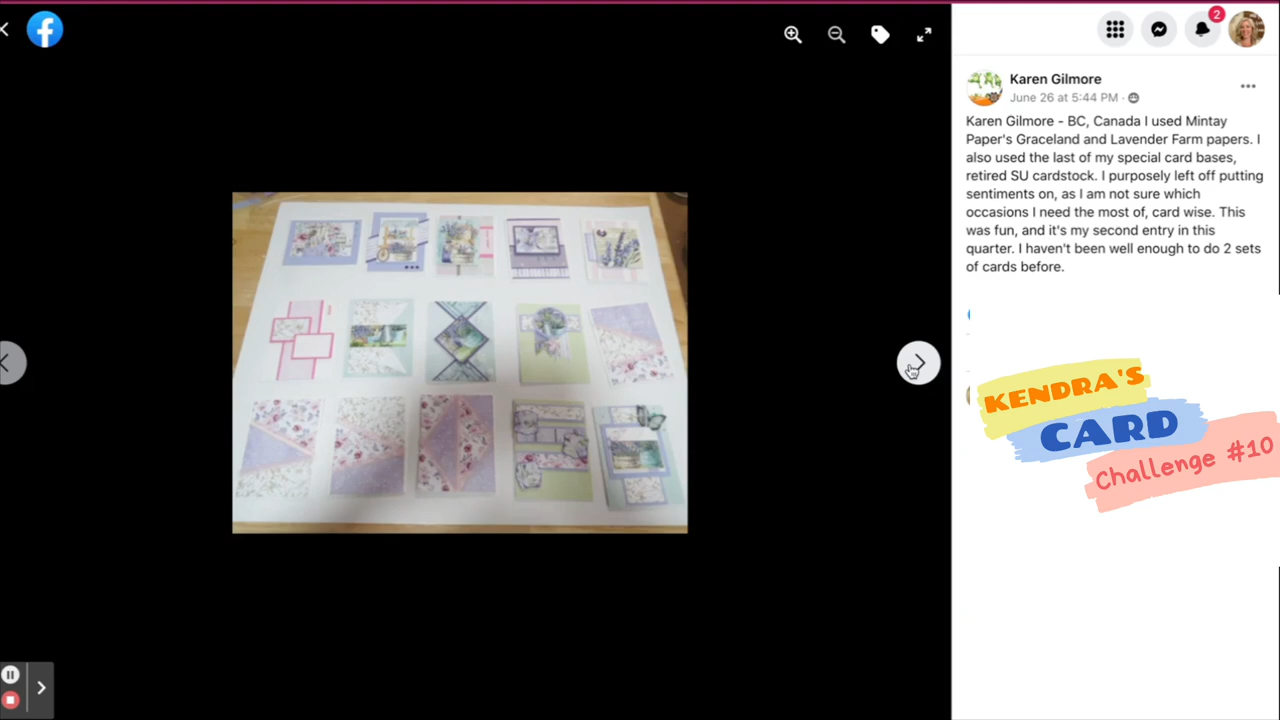 2
Karen Gilmore
June 26 at 5:44 PM ·
Karen Gilmore - BC, Canada I used Mintay
Paper's Graceland and Lavender Farm papers. I
also used the last of my special card bases,
retired SU cardstock. I purposely left off putting
sentiments on, as I am not sure which
occasions I need the most of, card wise. This
was fun, and it's my second entry in this
quarter. I haven't been well enough to do 2 sets
of cards before.
KENDRA'S
CARD
Challenge #10